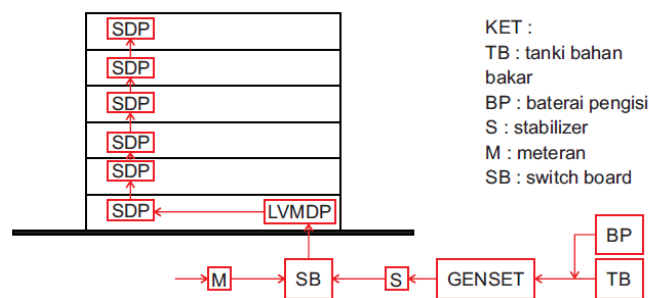 SDP
SDP
SDP
SDP
SDP
SDP
LVMDP
M
SB
S
GENSET
BP
TB
KET :
TB : tanki bahan
bakar
BP : baterai pengisi
S : stabilizer
M : meteran
SB : switch board